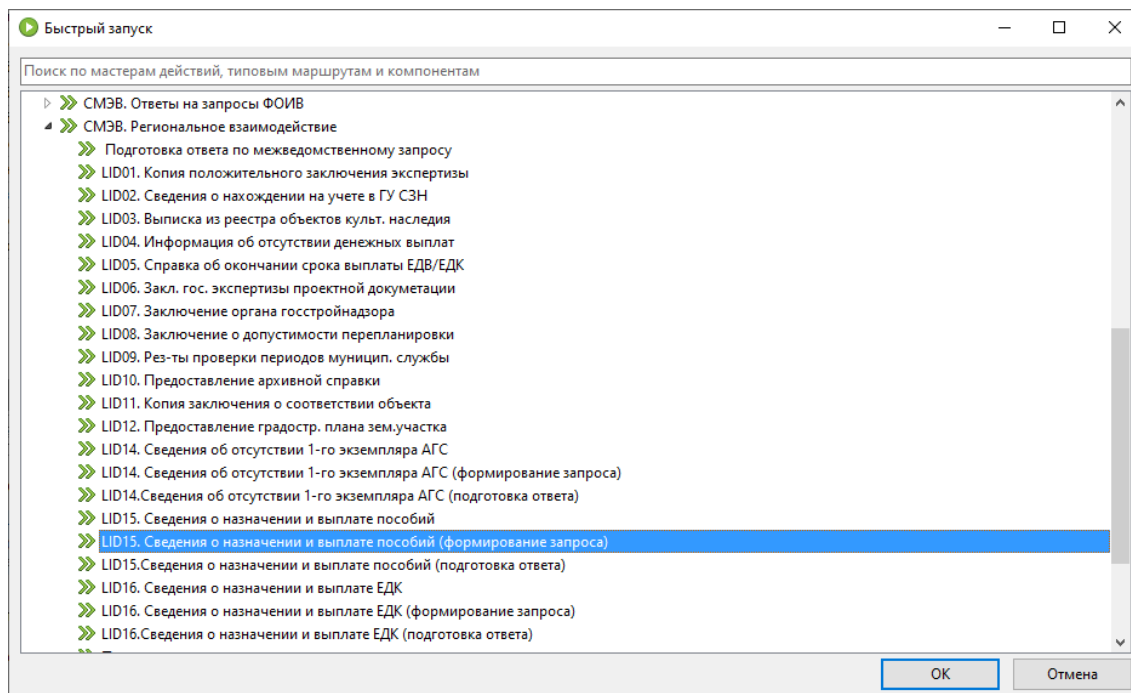 Быстрый запуск
Поиск по мастерам действий, типовым маршрутам и компонентам
СМЭВ. Ответы на запросы ФОИВ
СМЭВ. Региональное взаимодействие
Подготовка ответа по межведомственному запросу
LID01. Копия положительного заключения экспертизы
LID02. Сведения о нахождении на учете в ГУ СЗН
LID03. Выписка из реестра объектов культ. наследия
LID04. Информация об отсутствии денежных выплат
LID05. Справка об окончании срока выплаты ЕДВ/ЕДК
LID06. Закл. гос. экспертизы проектной докуметации
LID07. Заключение органа госстройнадзора
LID08. Заключение о допустимости перепланировки
LID09. Рез-ты проверки периодов муницип. службы
LID10. Предоставление архивной справки
LID11. Копия заключения о соответствии объекта
LID12. Предоставление градостр. плана зем.участка
LID14. Сведения об отсутствии 1-го экземпляра АГС
LID14. Сведения об отсутствии 1-го экземпляра АГС (формирование запроса)
LID14.Сведения об отсутствии 1-го экземпляра АГС (подготовка ответа)
LID15. Сведения о назначении и выплате пособий
LID15. Сведения о назначении и выплате пособий (формирование запроса)
LID15.Сведения о назначении и выплате пособий (подготовка ответа)
LID16. Сведения о назначении и выплате ЕДК
LID16. Сведения о назначении и выплате ЕДК (формирование запроса)
LID16.Сведения о назначении и выплате ЕДК (подготовка ответа)
OK Отмена